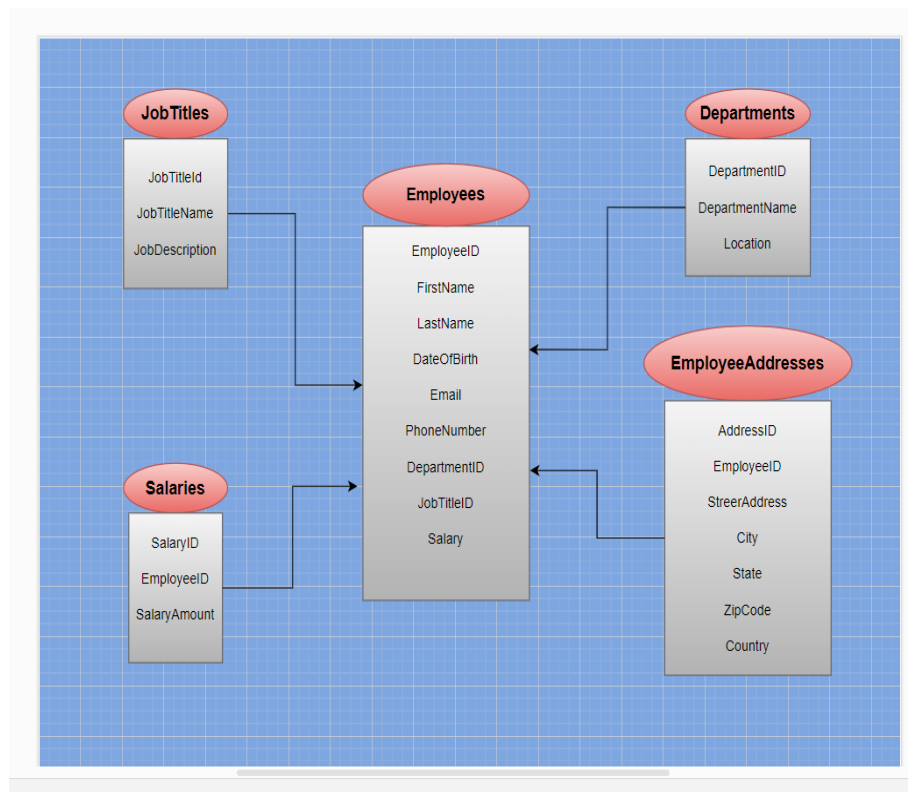 JobTitles
JobTitleId
JobTitleName
JobDescription
Employees
EmployeeID
FirstName
LastName
DateOfBirth
Email
PhoneNumber
DepartmentID
JobTitleID
Salary
Departments
DepartmentID
DepartmentName
Location
Salaries
SalaryID
EmployeeID
SalaryAmount
EmployeeAddresses
AddressID
EmployeeID
StreerAddress
City
State
ZipCode
Country